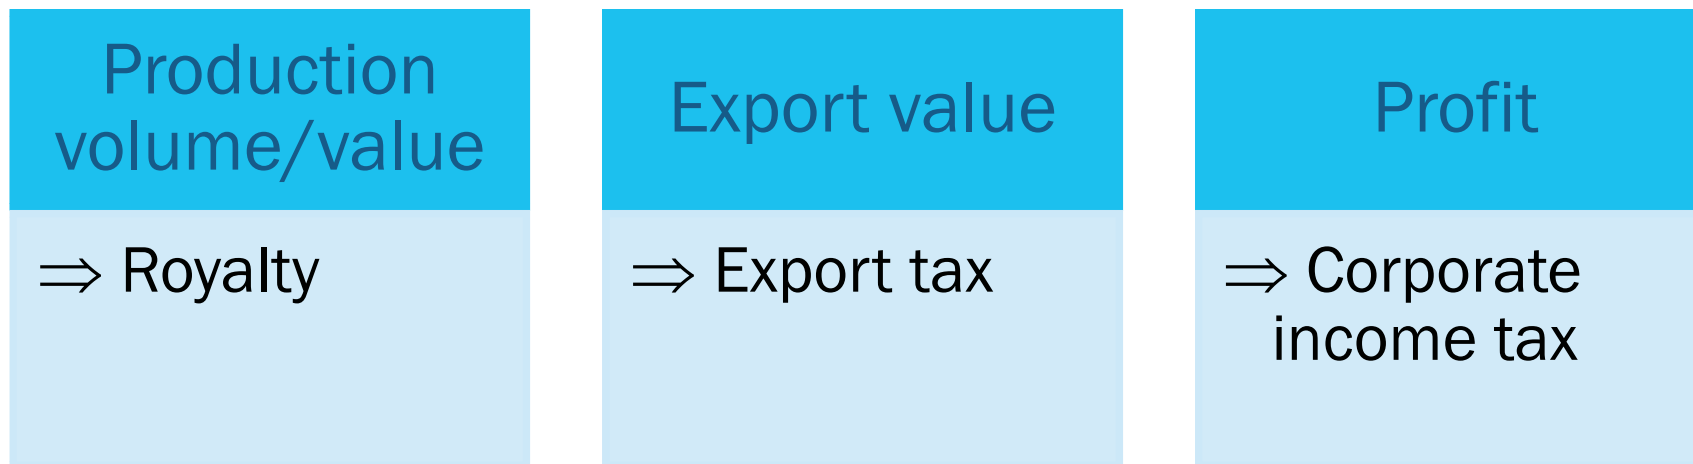 Production
volume/value
⇒ Royalty
Export value
⇒ Export tax
Profit
⇒ Corporate
income tax